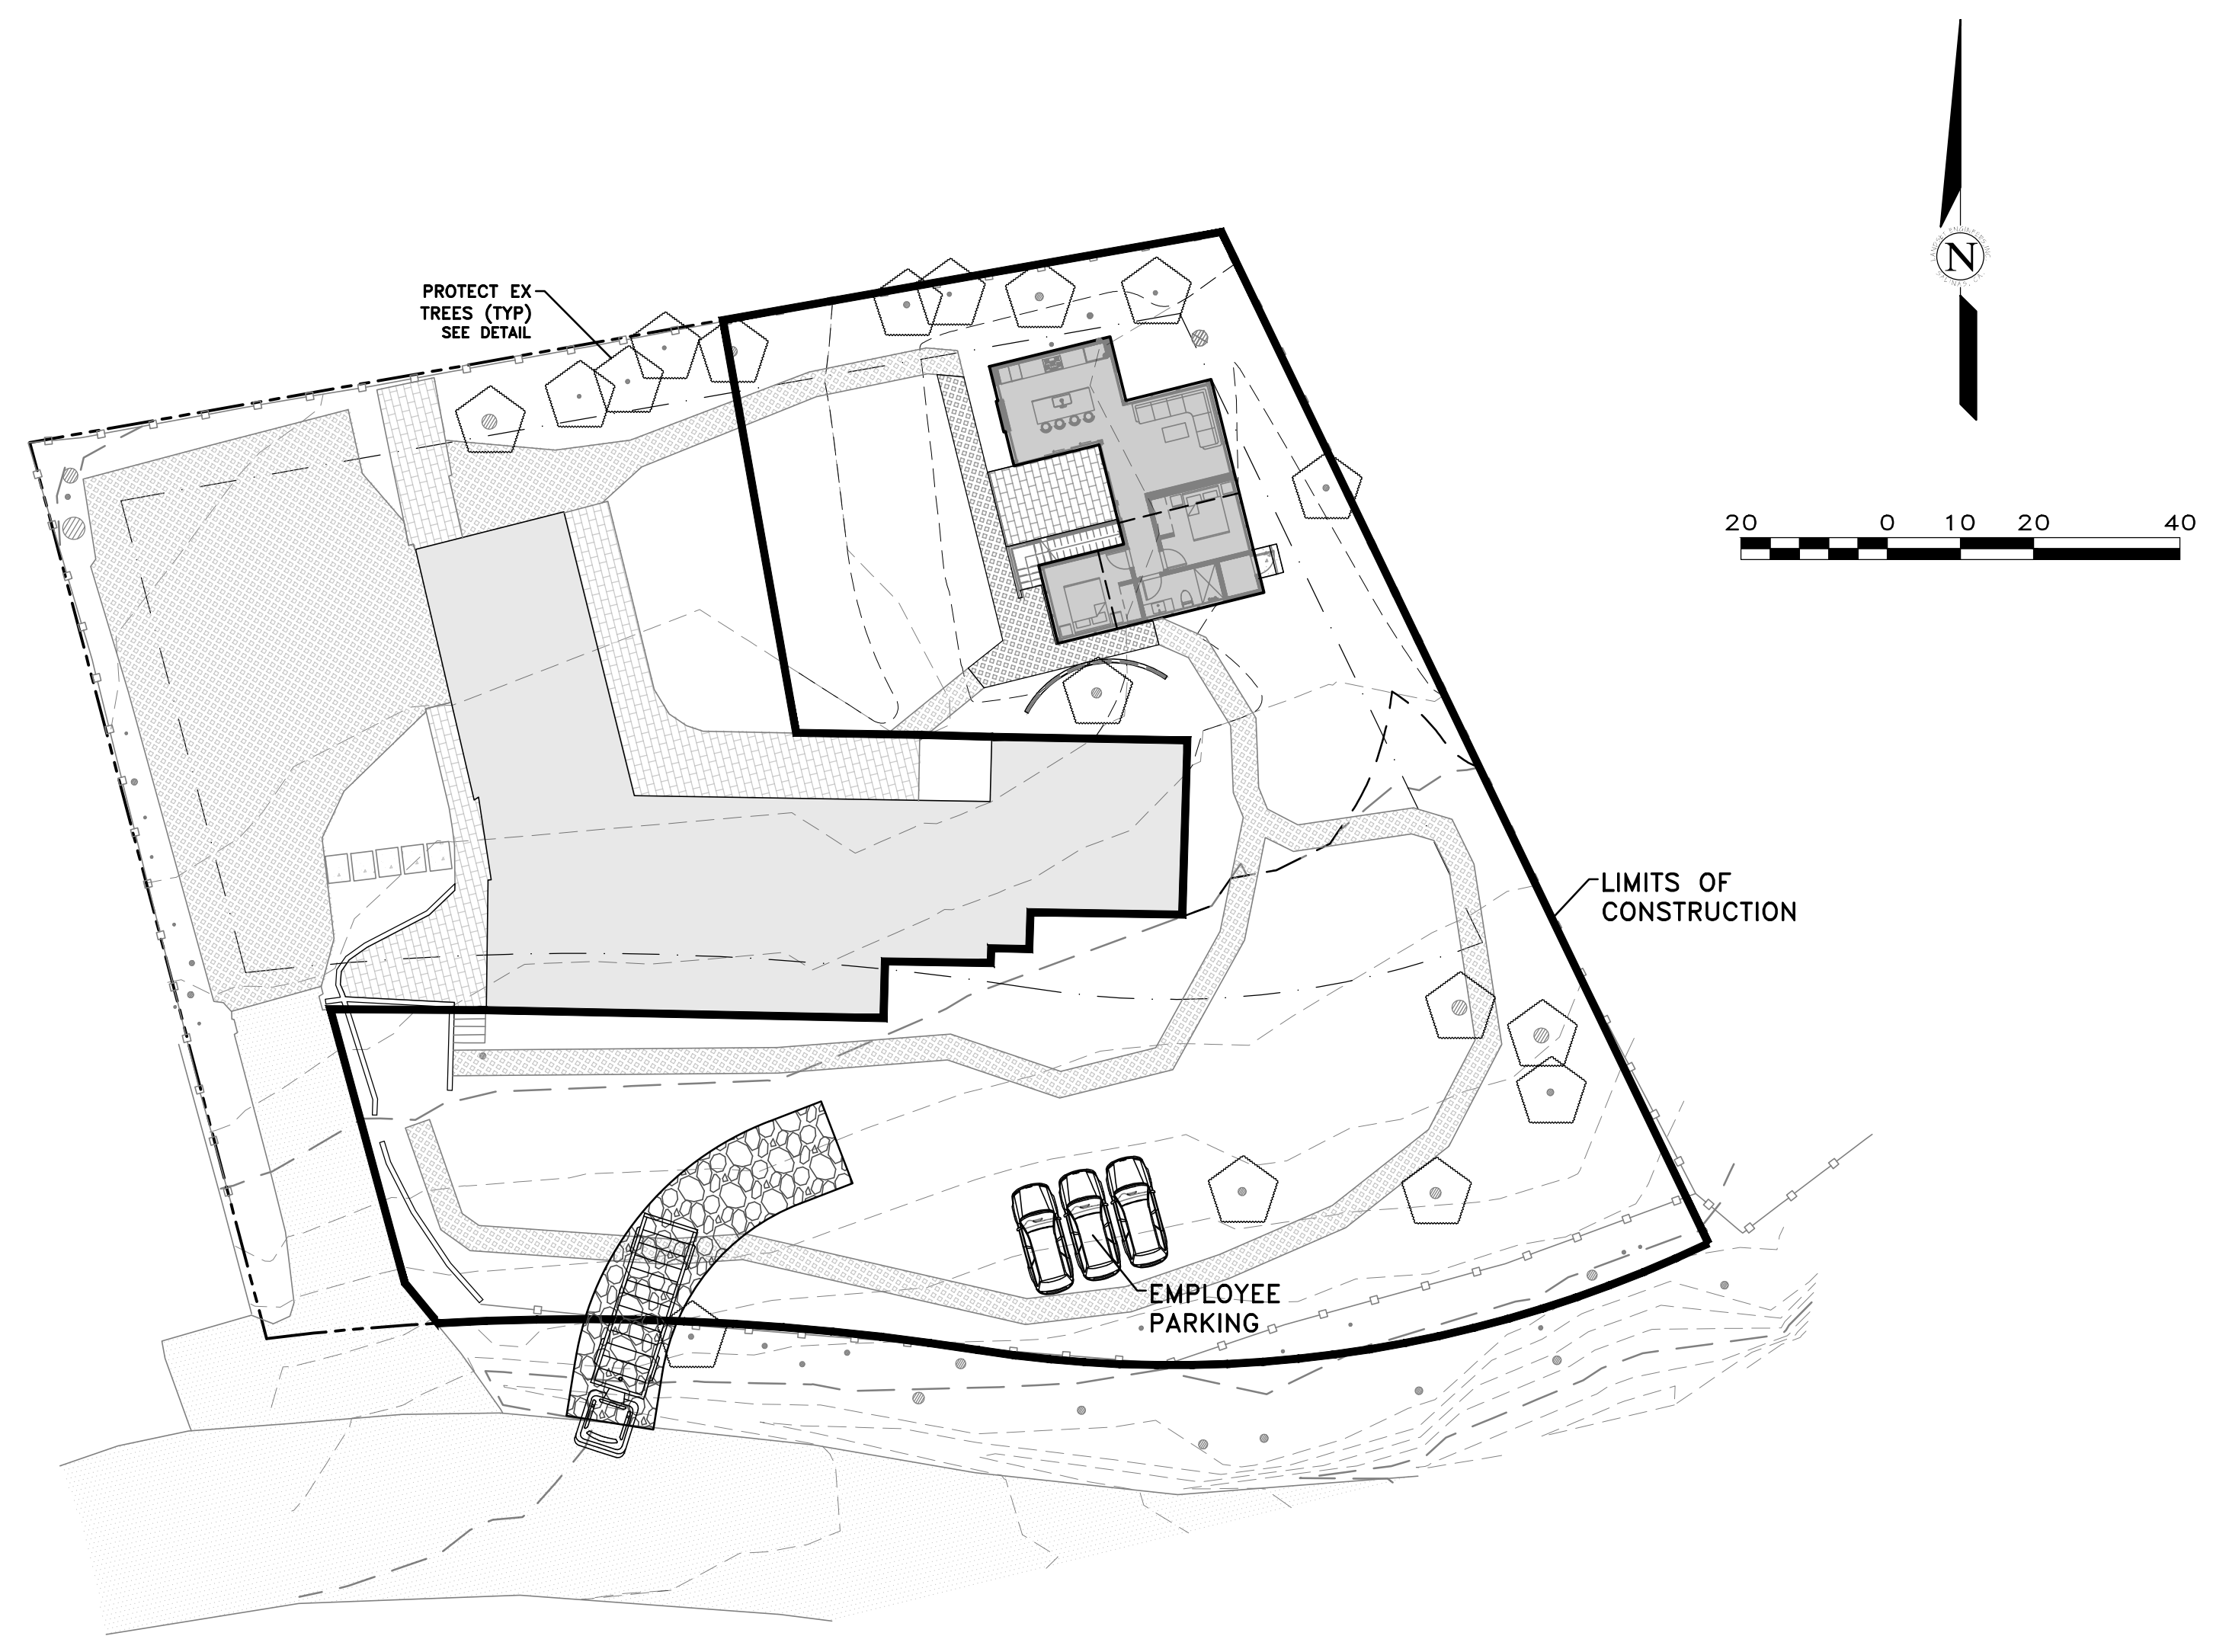 PROTECT EX
TREES (TYP)
SEE DETAIL
N
20 0 10 20 40
LIMITS OF
CONSTRUCTION
EMPLOYEE
PARKING